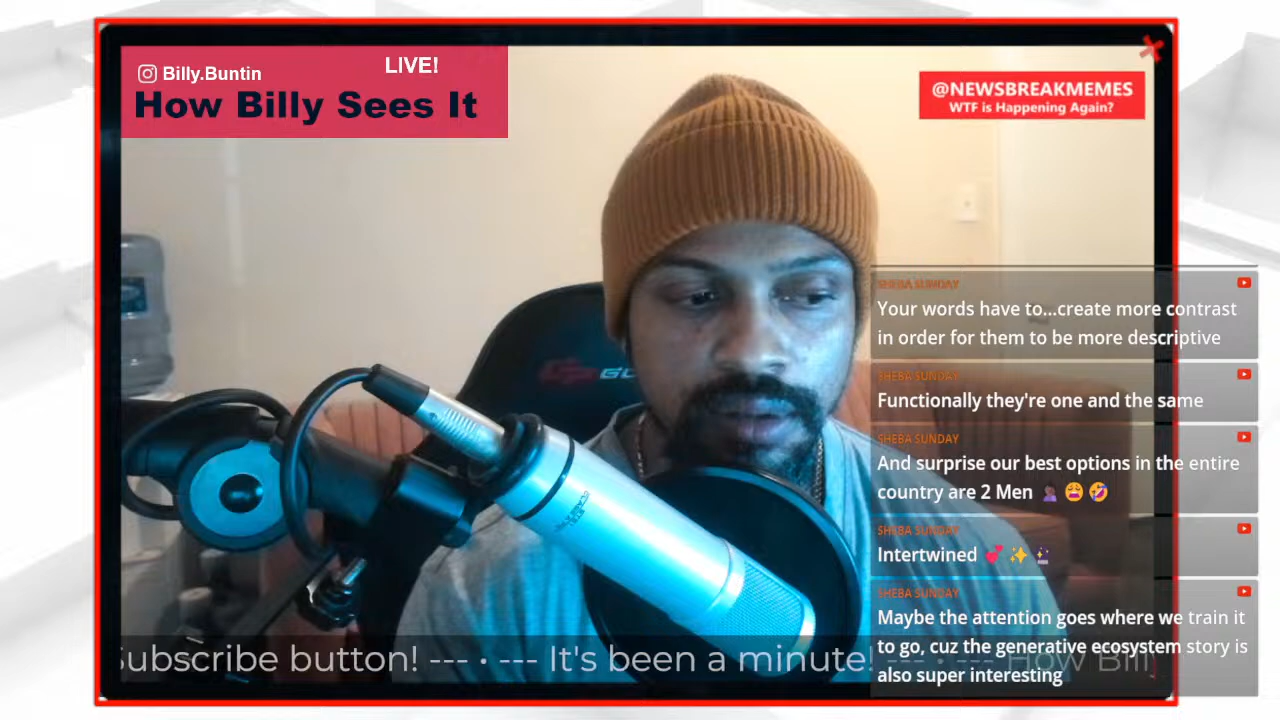 Billy.Buntin
LIVE!
How Billy Sees It
@NEWSBREAKMEMES
WTF is Happening Again?
SHEBA SUNDAY
Your words have to...create more contrast
in order for them to be more descriptive
SHEBA SUNDAY
Functionally they're one and the same
SHEBA SUNDAY
And surprise our best options in the entire
country are 2 Men 🤦🏿‍♀️ 😩 🤣
SHEBA SUNDAY
Intertwined 💕 ✨
SHEBA SUNDAY
Maybe the attention goes where we train it
to go, cuz the generative ecosystem story is
also super interesting
Subscribe button! --- • --- It's been a minute! --- • --- How Bill